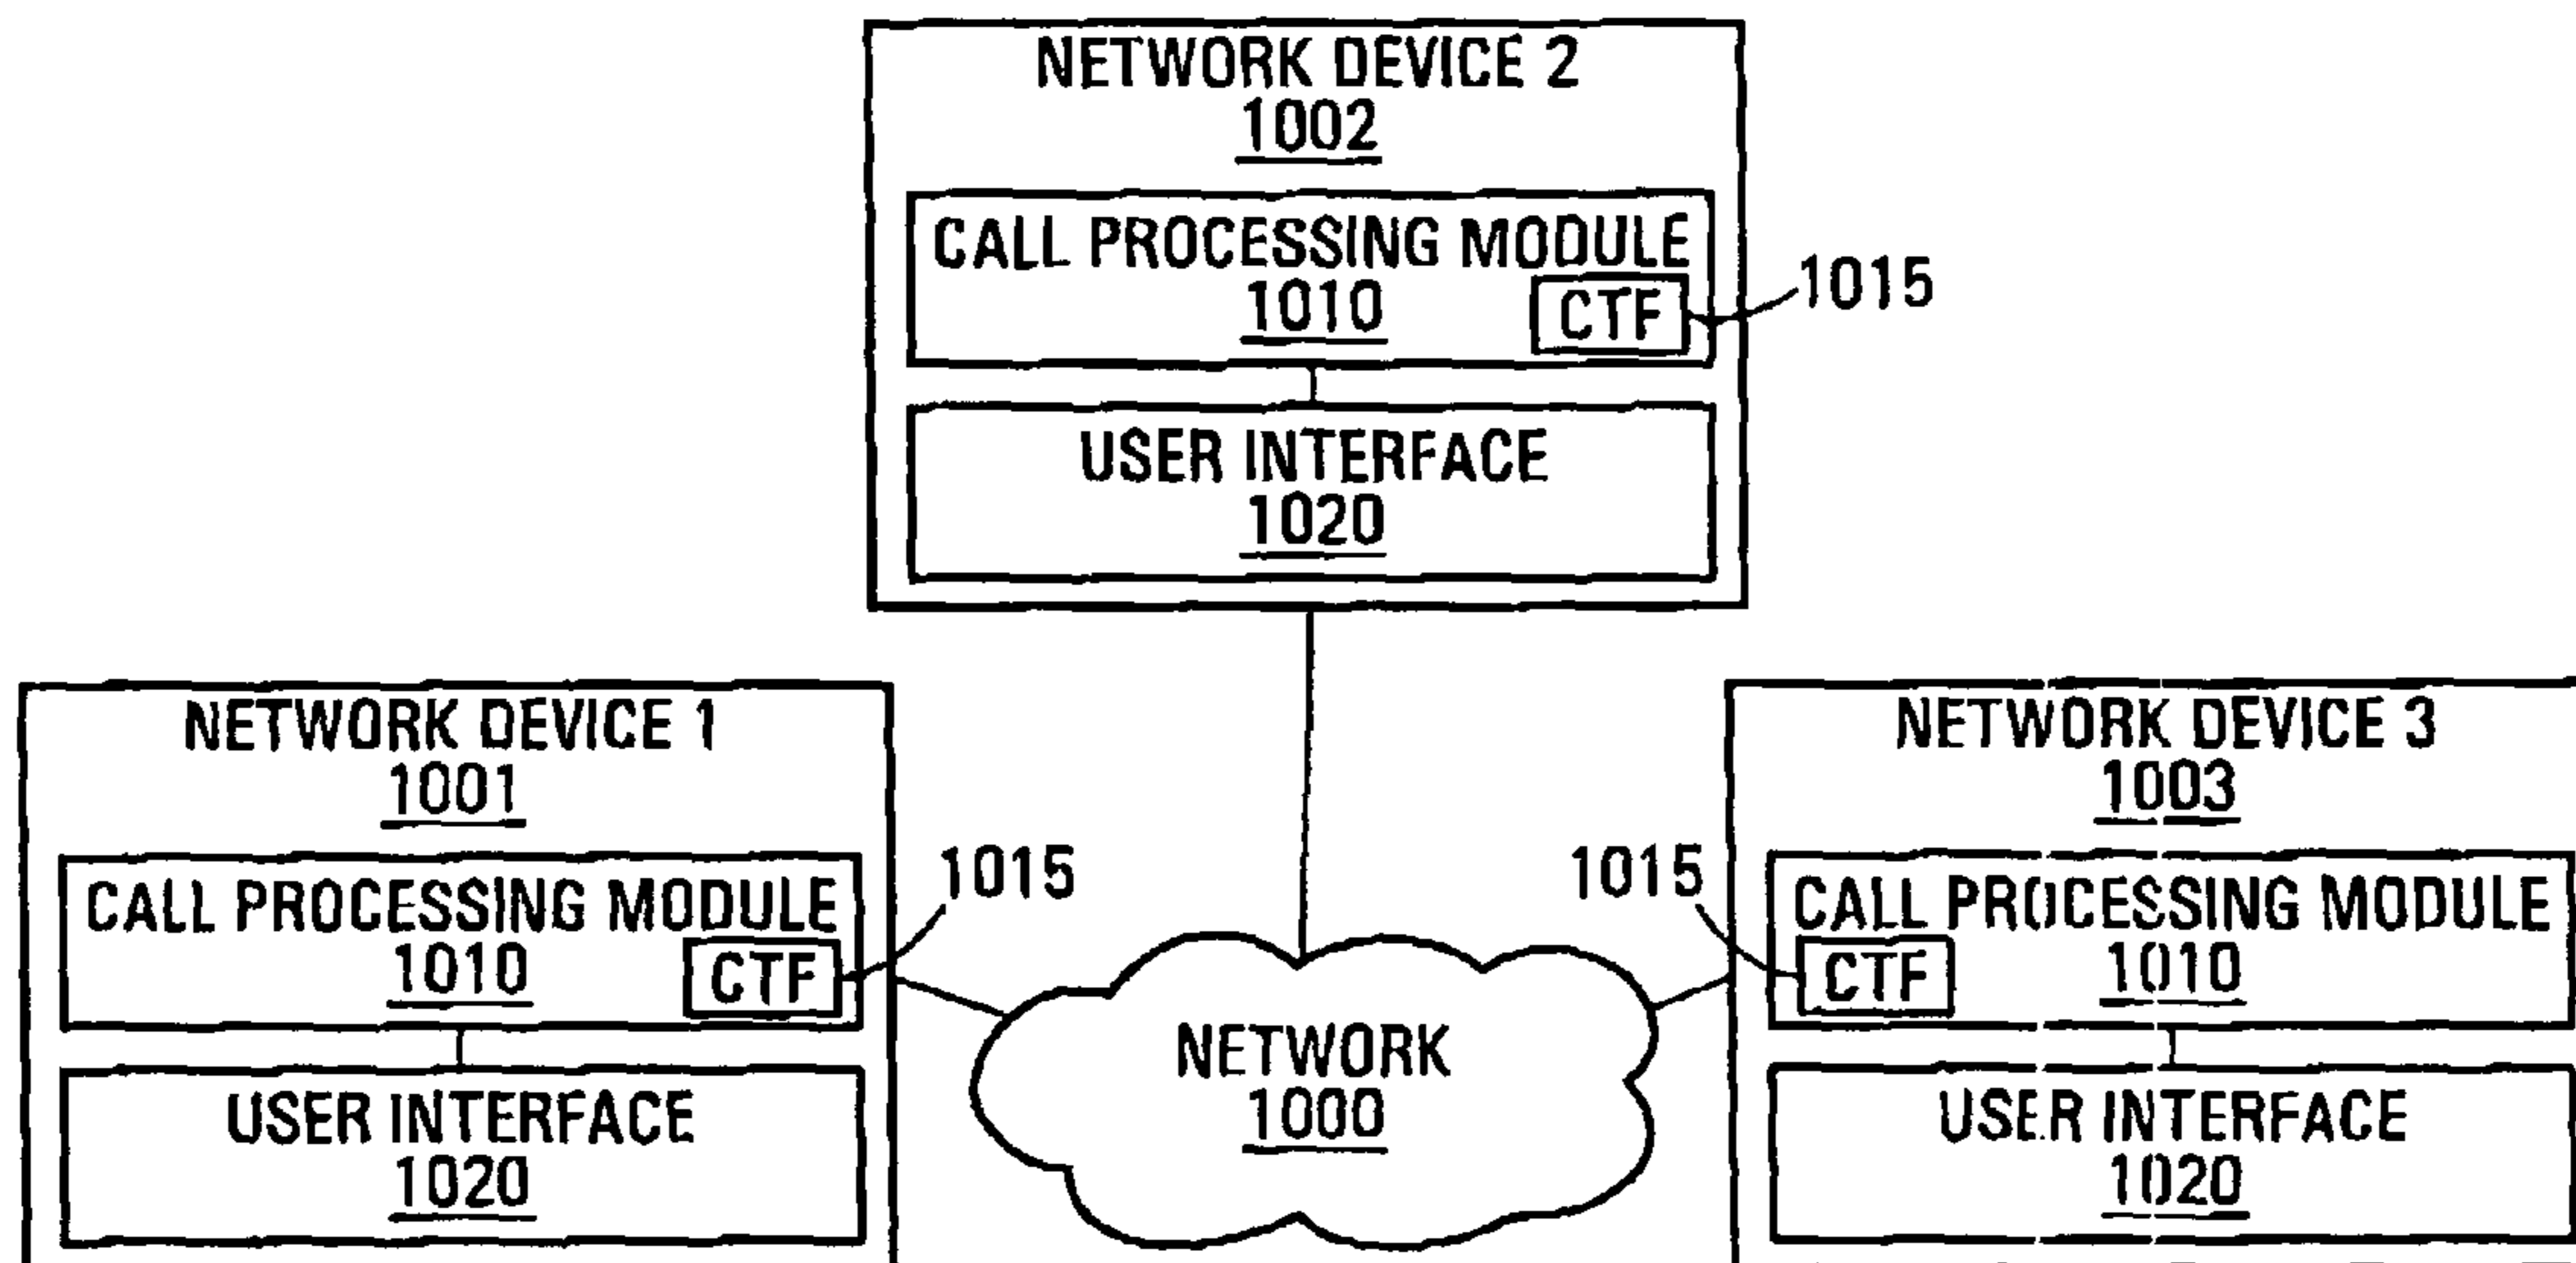 NETWORK DEVICE 2
1002
CALL PROCESSING MODULE
1010
CTF
1015
USER INTERFACE
1020
NETWORK DEVICE 1
1001
CALL PROCESSING MODULE
1010
CTF
1015
USER INTERFACE
1020
NETWORK
1000
NETWORK DEVICE 3
1003
1015
CALL PROCESSING MODULE
CTF
1010
USER INTERFACE
1020